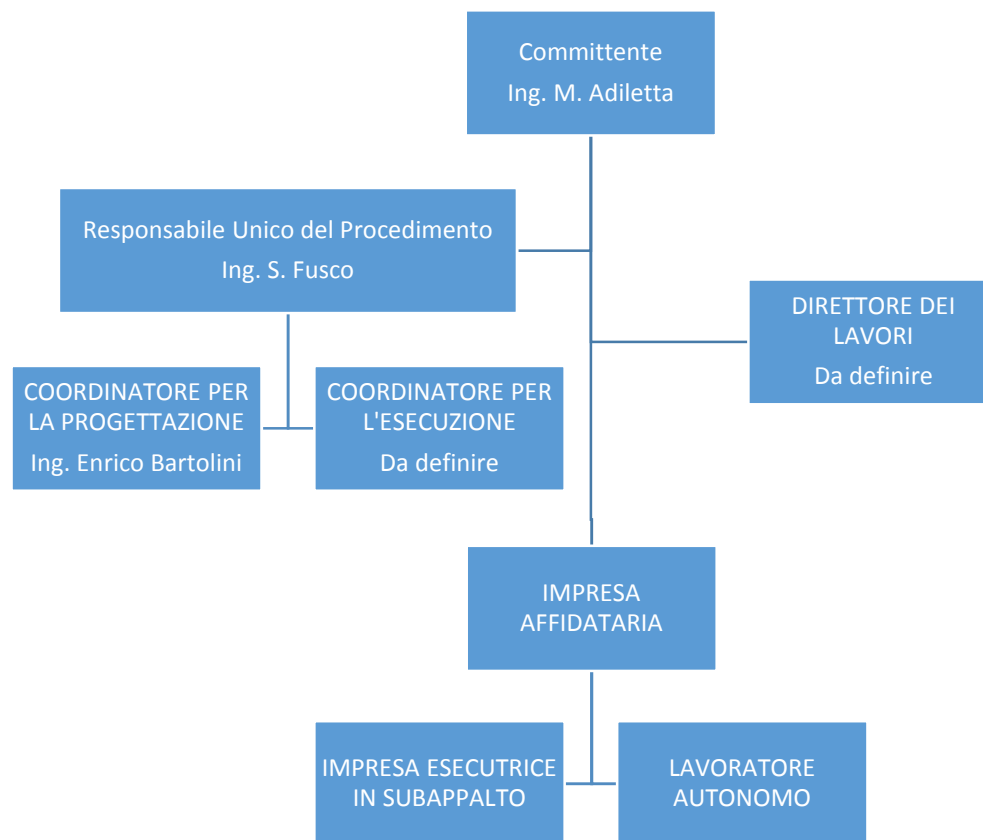 Committente
Ing. M. Adiletta
Responsabile Unico del Procedimento
Ing. S. Fusco
DIRETTORE DEI
LAVORI
Da definire
COORDINATORE PER
LA PROGETTAZIONE
Ing. Enrico Bartolini
COORDINATORE PER
L'ESECUZIONE
Da definire
IMPRESA
AFFIDATARIA
IMPRESA ESECUTRICE
IN SUBAPPALTO
LAVORATORE
AUTONOMO